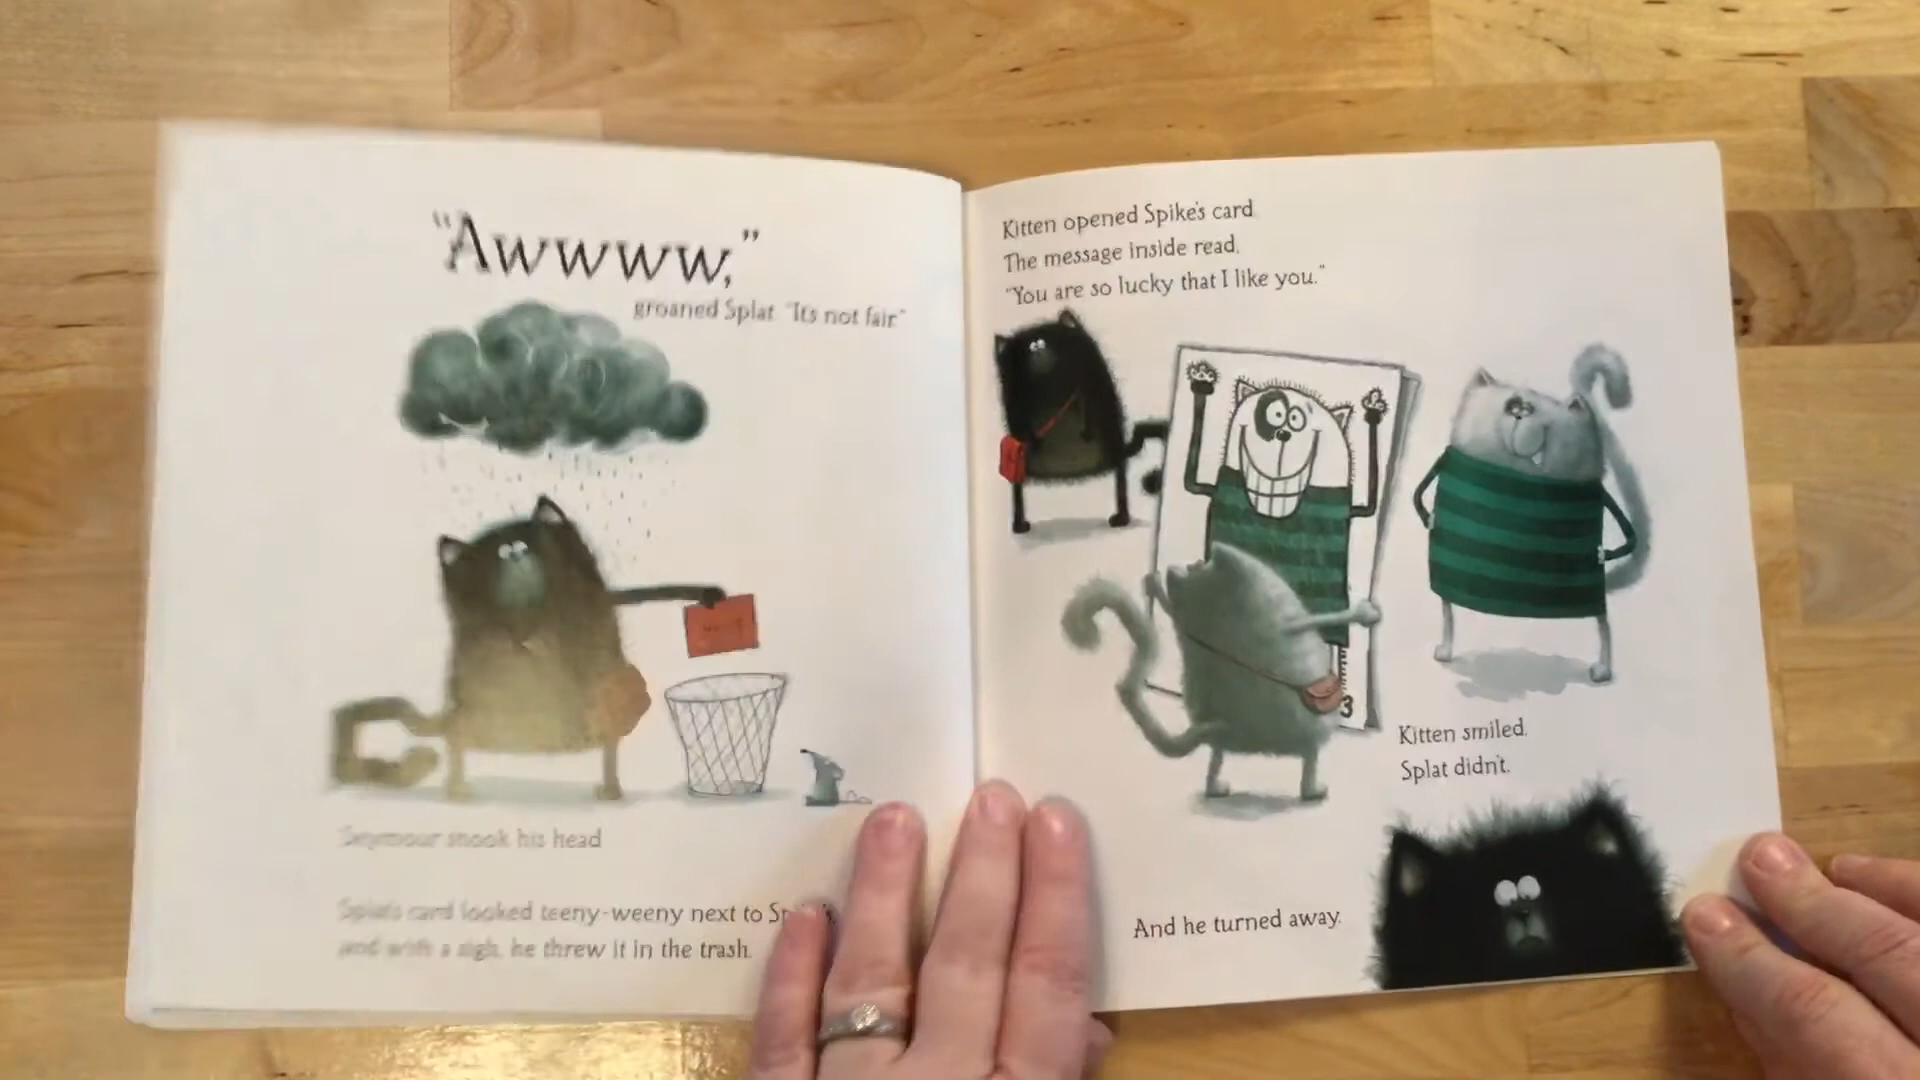 "Awwww,"
groaned Splat. "It's not fair."
Seymour shook his head
Splat's card looked teeny-weeny next to
and with a sigh, he threw it in the trash.
Kitten opened Spike's card.
The message inside read,
"You are so lucky that I like you."
3
Kitten smiled.
Splat didn't.
And he turned away.